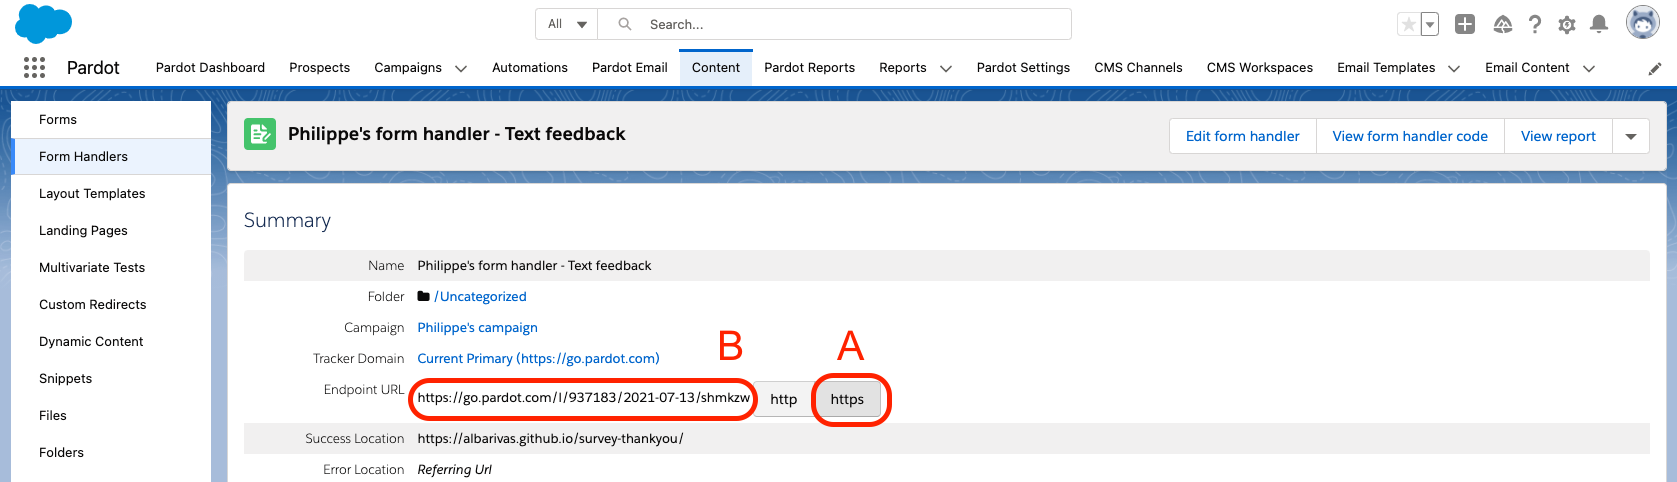 All
Search...
Pardot
Pardot Dashboard
Prospects
Campaigns
Automations
Pardot Email
Content
Pardot Reports
Reports
Pardot Settings
CMS Channels
CMS Workspaces
Email Templates
Email Content
Forms
Form Handlers
Layout Templates
Landing Pages
Multivariate Tests
Custom Redirects
Dynamic Content
Snippets
Files
Folders
Philippe's form handler - Text feedback
Edit form handler
View form handler code
View report
Summary
Name Philippe's form handler - Text feedback
Folder /Uncategorized
Campaign Philippe's campaign
B A
Tracker Domain Current Primary (https://go.pardot.com)
Endpoint URL https://go.pardot.com/l/937183/2021-07-13/shmkzw http https
Success Location https://albarivas.github.io/survey-thankyou/
Error Location Referring Url